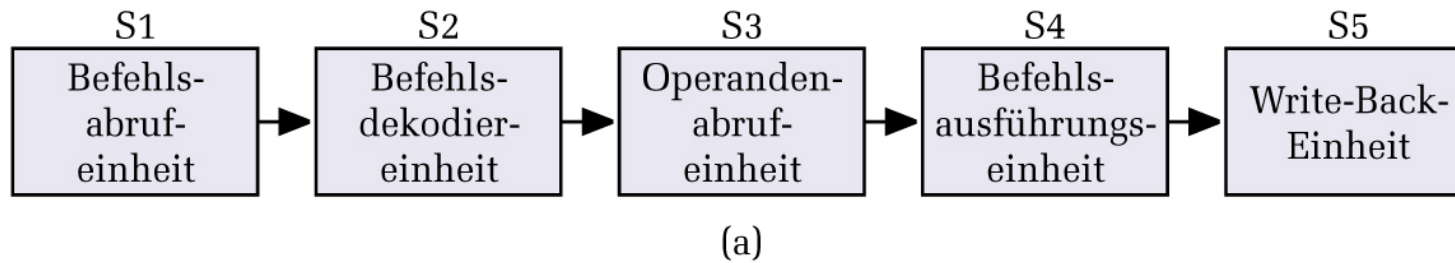 S1 S2 S3 S4 S5
Befehls-
abruf-
einheit
Befehls-
dekodier-
einheit
Operanden-
abruf-
einheit
Befehls-
ausführungs-
einheit
Write-Back-
Einheit
(a)